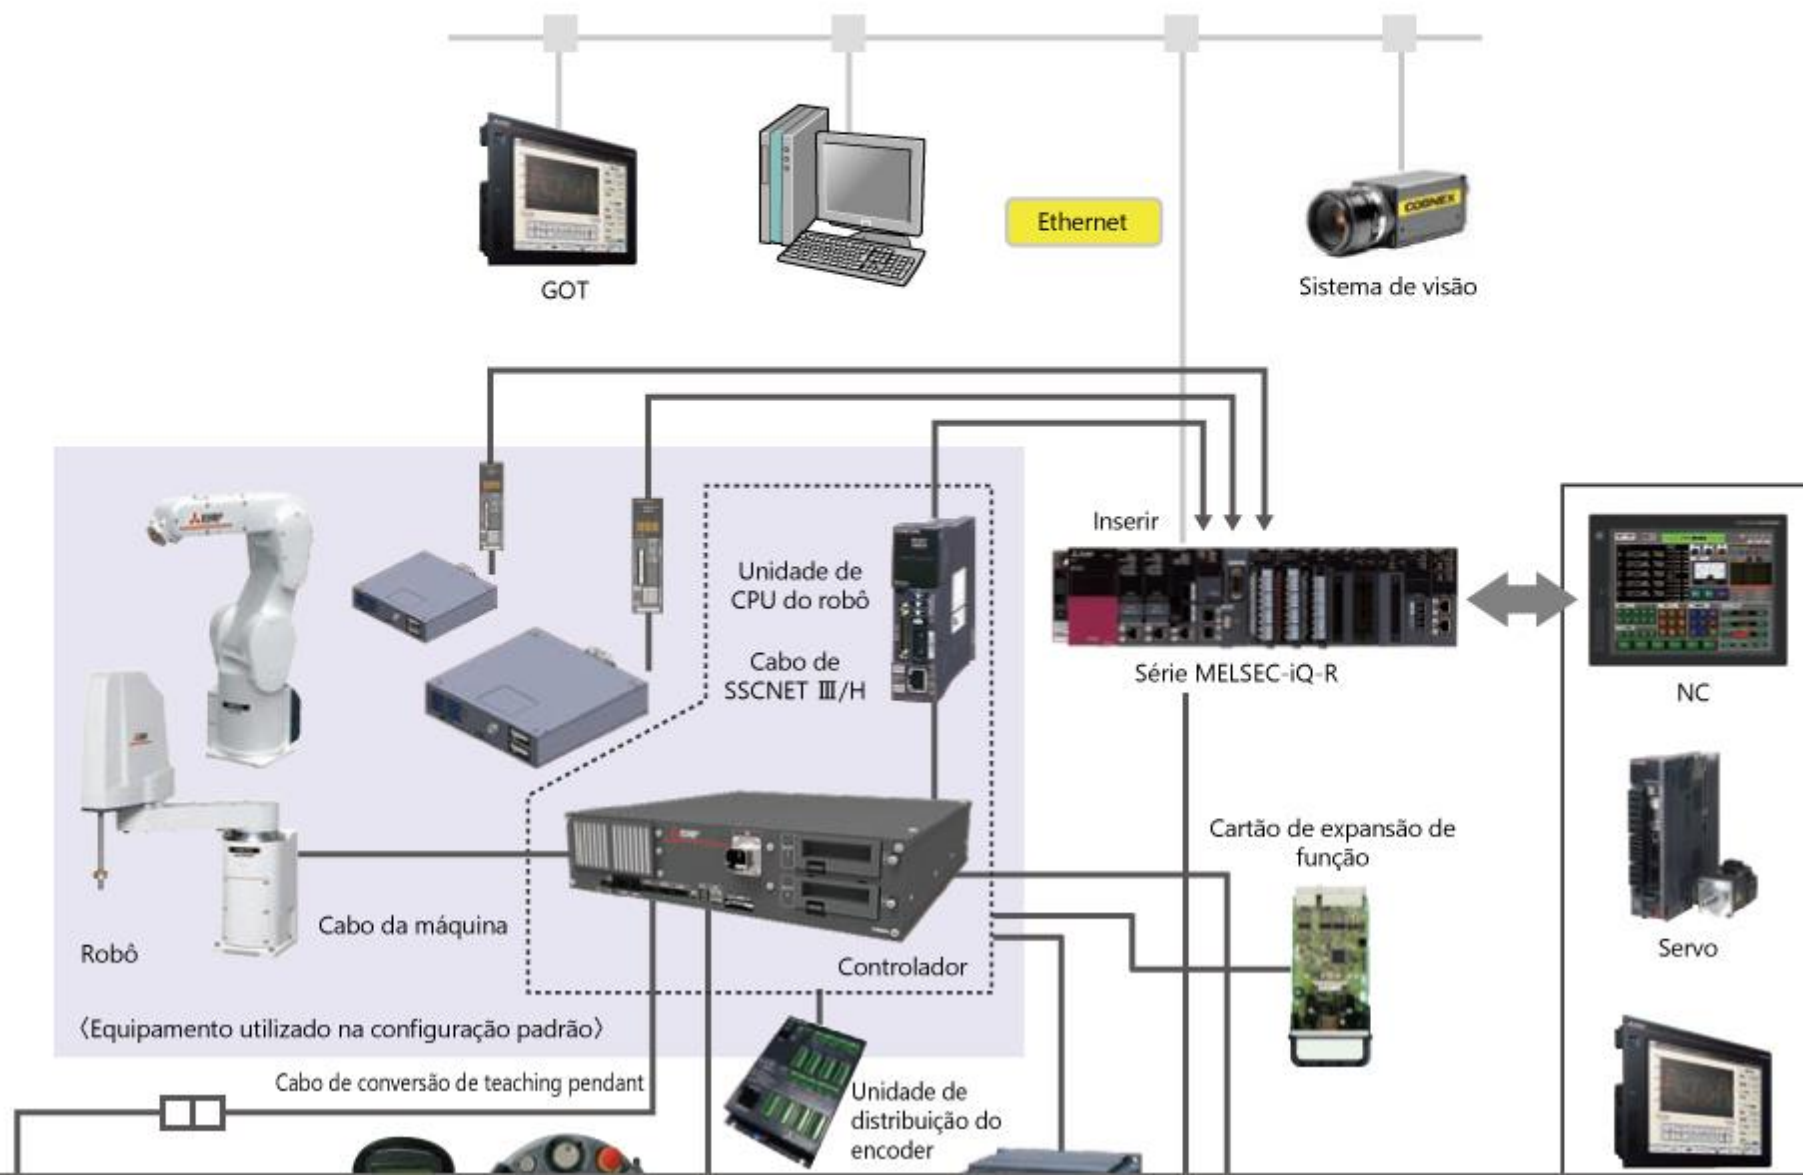 GOT
Ethernet
COGNEX
Sistema de visão
Inserir
Unidade de
CPU do robô
Cabo de
SSCNET Ⅲ/H
Série MELSEC-iQ-R
NC
Cartão de expansão de
função
Servo
Cabo da máquina
Robô
Controlador
〈Equipamento utilizado na configuração padrão〉
Cabo de conversão de teaching pendant
Unidade de
distribuição do
encoder